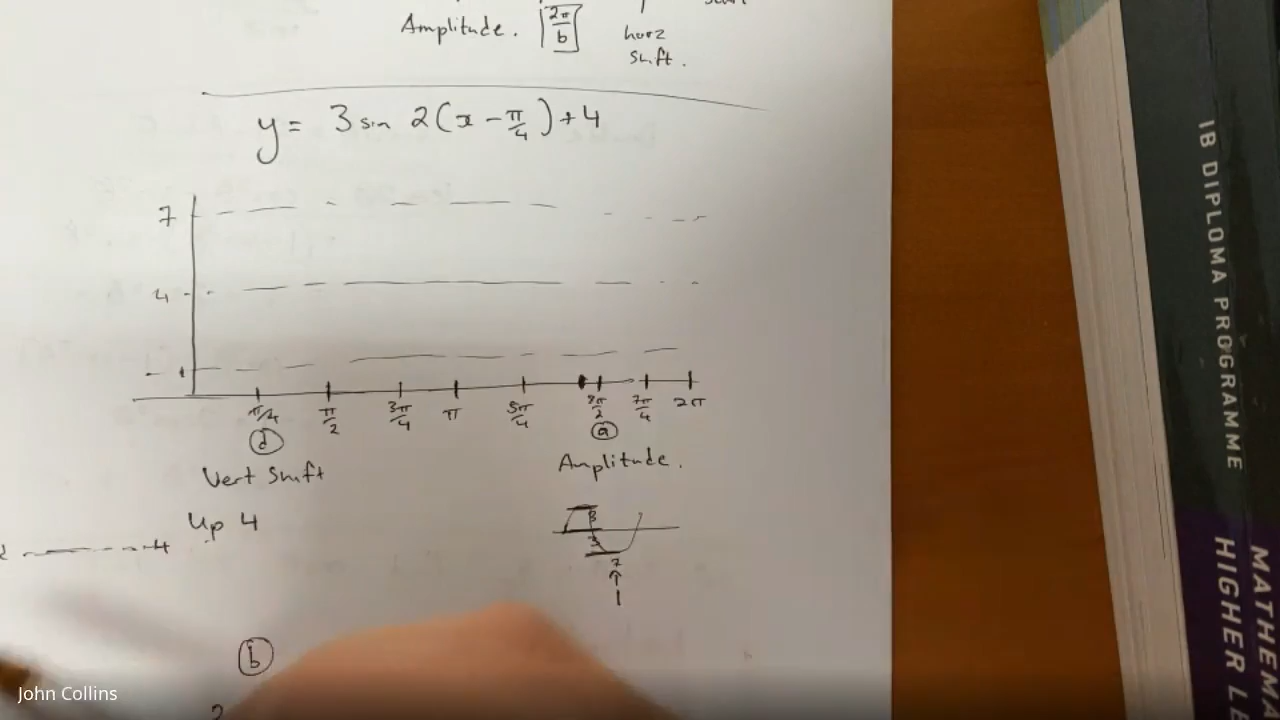 Amplitude. |2π/b| horz
shift.
y = 3 sin 2(x - π/4) + 4
7
4
1
π/4 π/2 3π/4 π 5π/4 3π/2 7π/4 2π
d a
Vert Shift Amplitude.
Up 4
3
3
7
↑
1
b
2
John Collins
IB DIPLOMA PROGRAMME
MATHEMA
HIGHER LE